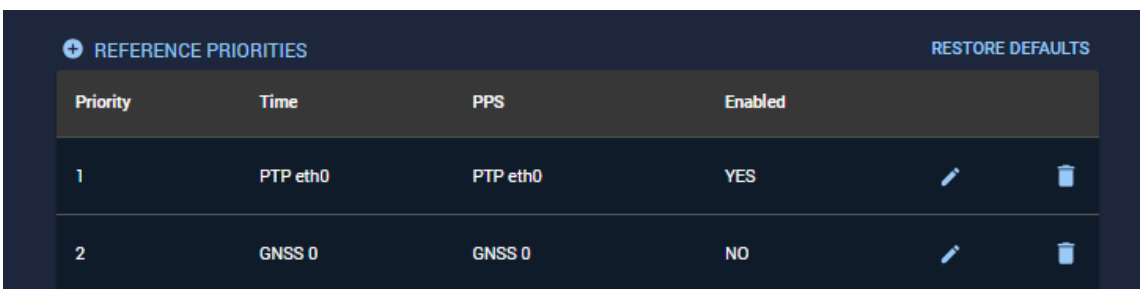 REFERENCE PRIORITIES RESTORE DEFAULTS
Priority Time PPS Enabled
1 PTP eth0 PTP eth0 YES
2 GNSS 0 GNSS 0 NO